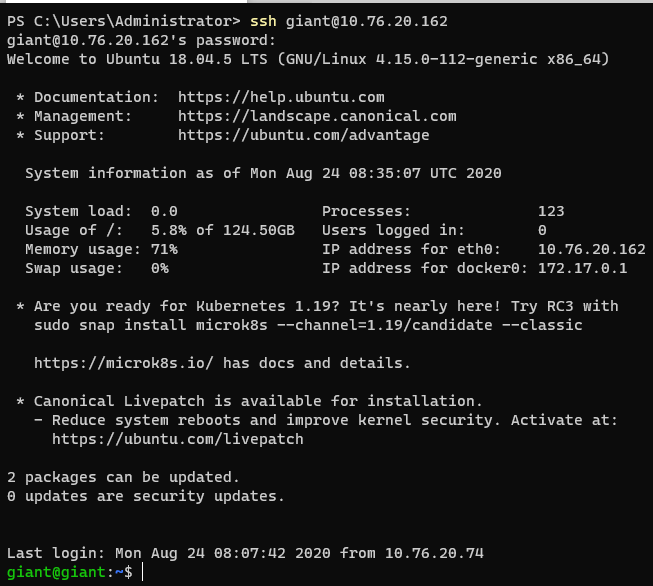 PS C:\Users\Administrator> ssh giant@10.76.20.162
giant@10.76.20.162's password:
Welcome to Ubuntu 18.04.5 LTS (GNU/Linux 4.15.0-112-generic x86_64)

 * Documentation:  https://help.ubuntu.com
 * Management:     https://landscape.canonical.com
 * Support:        https://ubuntu.com/advantage

  System information as of Mon Aug 24 08:35:07 UTC 2020

  System load:  0.0                Processes:              123
  Usage of /:   5.8% of 124.50GB   Users logged in:        0
  Memory usage: 71%                IP address for eth0:    10.76.20.162
  Swap usage:   0%                 IP address for docker0: 172.17.0.1

 * Are you ready for Kubernetes 1.19? It's nearly here! Try RC3 with
   sudo snap install microk8s --channel=1.19/candidate --classic

   https://microk8s.io/ has docs and details.

 * Canonical Livepatch is available for installation.
   - Reduce system reboots and improve kernel security. Activate at:
     https://ubuntu.com/livepatch

2 packages can be updated.
0 updates are security updates.


Last login: Mon Aug 24 08:07:42 2020 from 10.76.20.74
giant@giant:~$